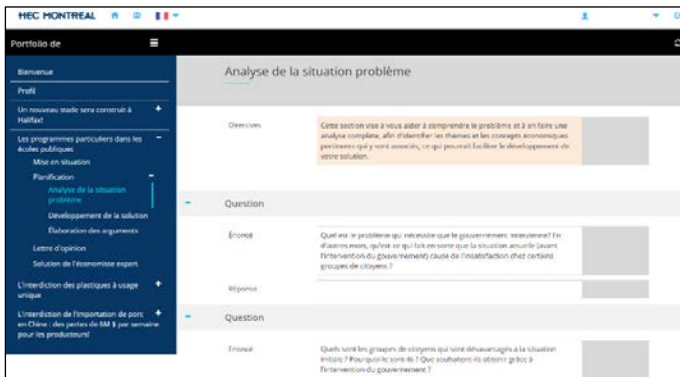 HEC MONTREAL
Portfolio de
Bienvenue
Profil
Un nouveau stade sera construit à
Halifax!
Les programmes particuliers dans les
écoles publiques
Mise en situation
Planification
Analyse de la situation
problème
Développement de la solution
Élaboration des arguments
Lettre d'opinion
Solution de l'économiste expert
L'interdiction des plastiques à usage
unique
L'interdiction de l'importation de porc
en Chine : des pertes de 6M $ par semaine
pour les producteurs!
Analyse de la situation problème
Directives
Cette section vise à vous aider à comprendre le problème et à en faire une
analyse complète, afin d'identifier les thèmes et les concepts économiques
pertinents qui y sont associés, ce qui pourrait faciliter le développement de
votre solution.
Question
Énoncé
Quel est le problème qui nécessite que le gouvernement intervienne? En
d'autres mots, qu'est ce qui fait en sorte que la situation actuelle (avant
l'intervention du gouvernement) cause de l'insatisfaction chez certains
groupes de citoyens ?
Réponse
Question
Énoncé
Quels sont les groupes de citoyens qui sont désavantagés à la situation
initiale ? Pourquoi le sont-ils ? Que souhaitent-ils obtenir grâce à
l'intervention du gouvernement ?